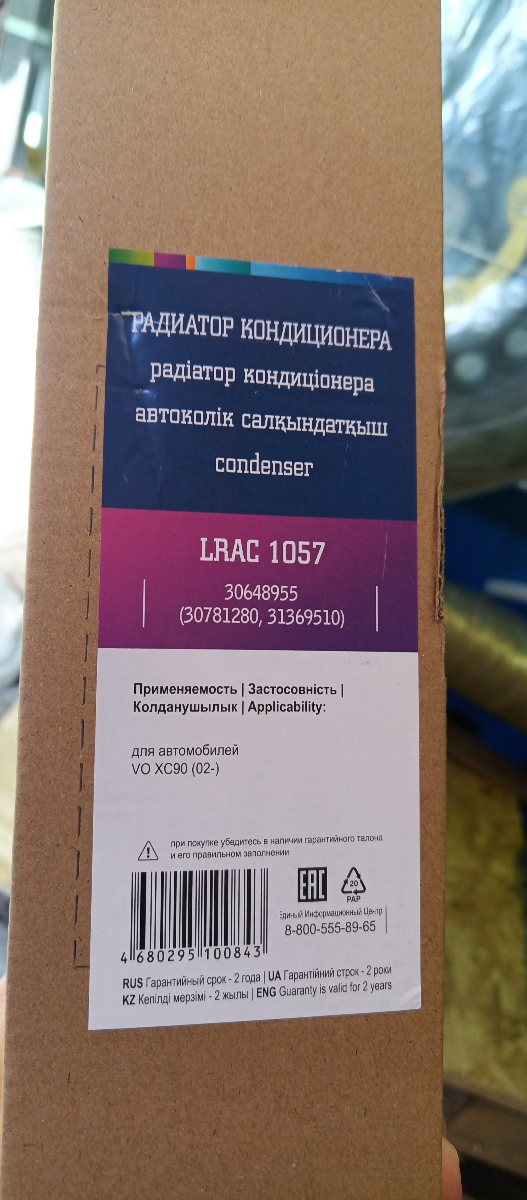 РАДИАТОР КОНДИЦИОНЕРА
радіатор кондиціонера
автоколік салқындатқыш
condenser
LRAC 1057
30648955
(30781280, 31369510)
Применяемость | Застосовність |
Колданушылык | Applicability:
для автомобилей
VO XC90 (02-)
при покупке убедитесь в наличии гарантийного талона
и его правильном заполнении
EAC
20
PAP
Единый Информационный Центр
8-800-555-89-65
4 680295 100843
RUS Гарантийный срок - 2 года | UA Гарантійний строк - 2 роки
KZ Кепілді мерзімі - 2 жылы | ENG Guaranty is valid for 2 years